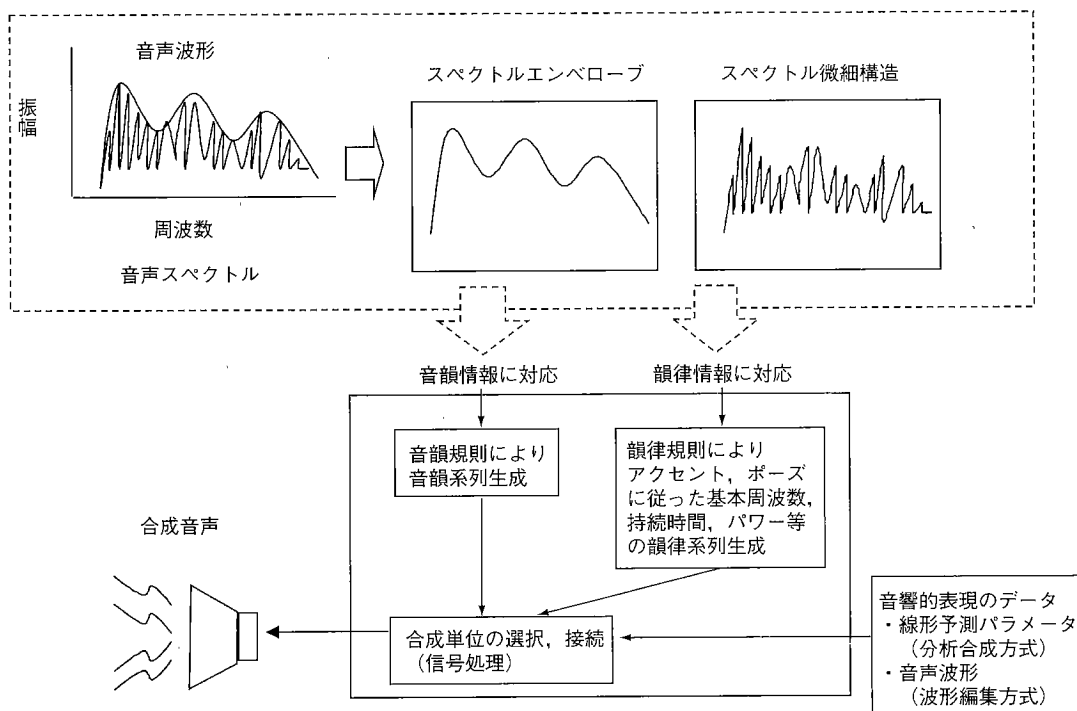 音声波形
振幅
周波数
音声スペクトル
スペクトルエンベローブ
スペクトル微細構造
音韻情報に対応
韻律情報に対応
音韻規則により
音韻系列生成
韻律規則により
アクセント，ポーズ
に従った基本周波数，
持続時間，パワー等
の韻律系列生成
合成音声
合成単位の選択，接続
（信号処理）
音響的表現のデータ
・線形予測パラメータ
（分析合成方式）
・音声波形
（波形編集方式）